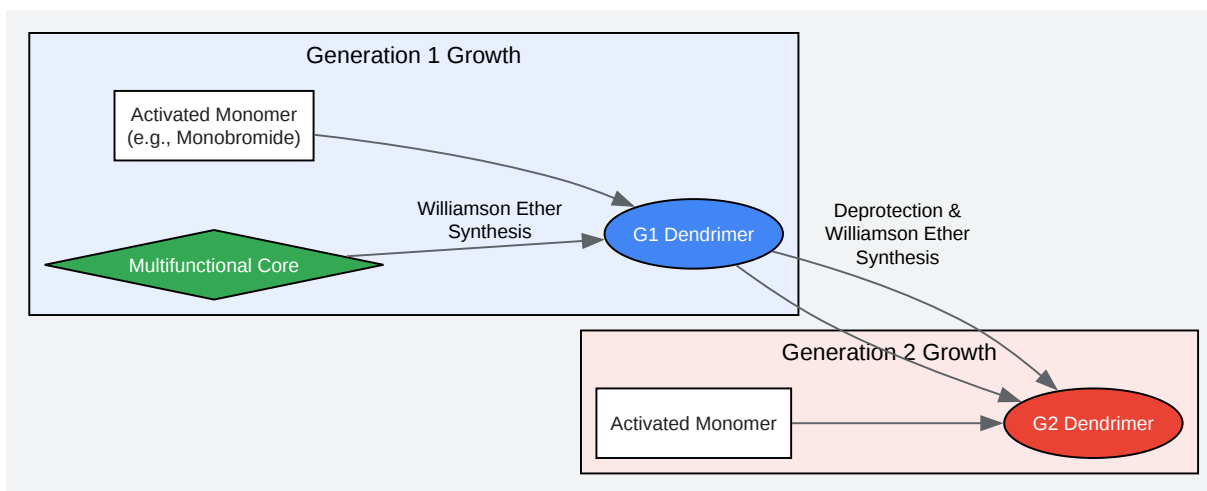 Generation 1 Growth
Activated Monomer
(e.g., Monobromide)
Williamson Ether
Synthesis
Multifunctional Core
G1 Dendrimer
Deprotection &
Williamson Ether
Synthesis
Generation 2 Growth
Activated Monomer
G2 Dendrimer